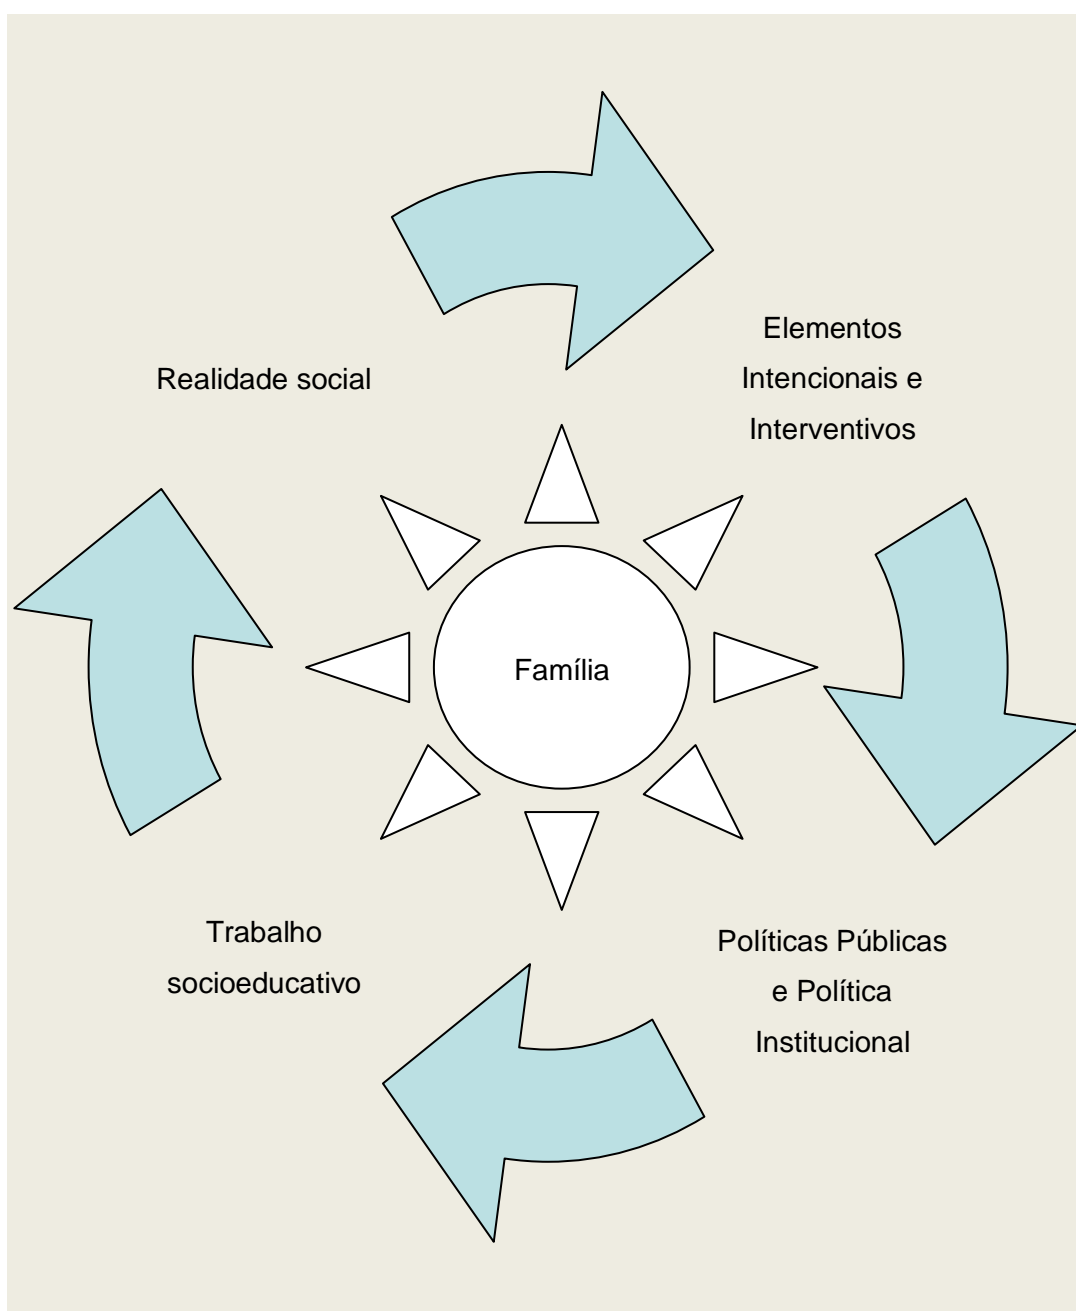 Elementos
Intencionais e
Interventivos
Realidade social
Família
Trabalho
socioeducativo
Políticas Públicas
e Política
Institucional